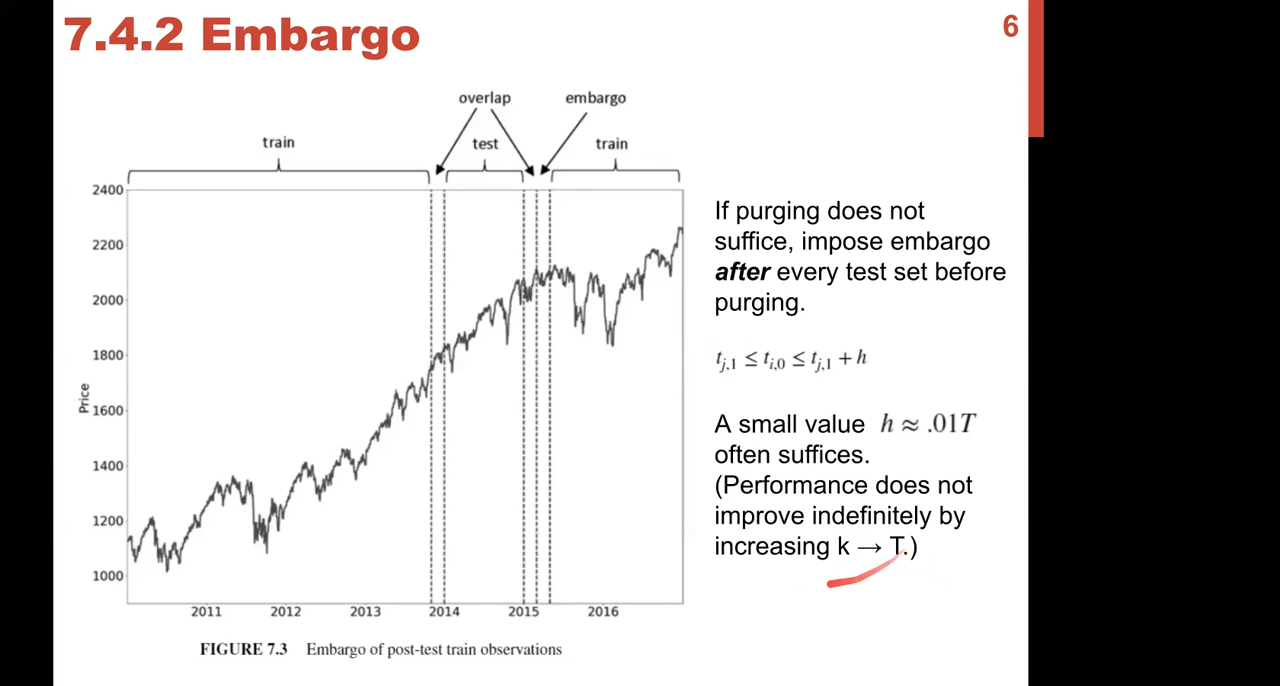 7.4.2 Embargo
6
overlap
embargo
train
test
train
2400
2200
2000
1800
1600
1400
1200
1000
Price
2011
2012
2013
2014
2015
2016
FIGURE 7.3 Embargo of post-test train observations
If purging does not
suffice, impose embargo
after every test set before
purging.
t_{j,1} ≤ t_{i,0} ≤ t_{j,1} + h
A small value h ≈ .01T
often suffices.
(Performance does not
improve indefinitely by
increasing k → T.)